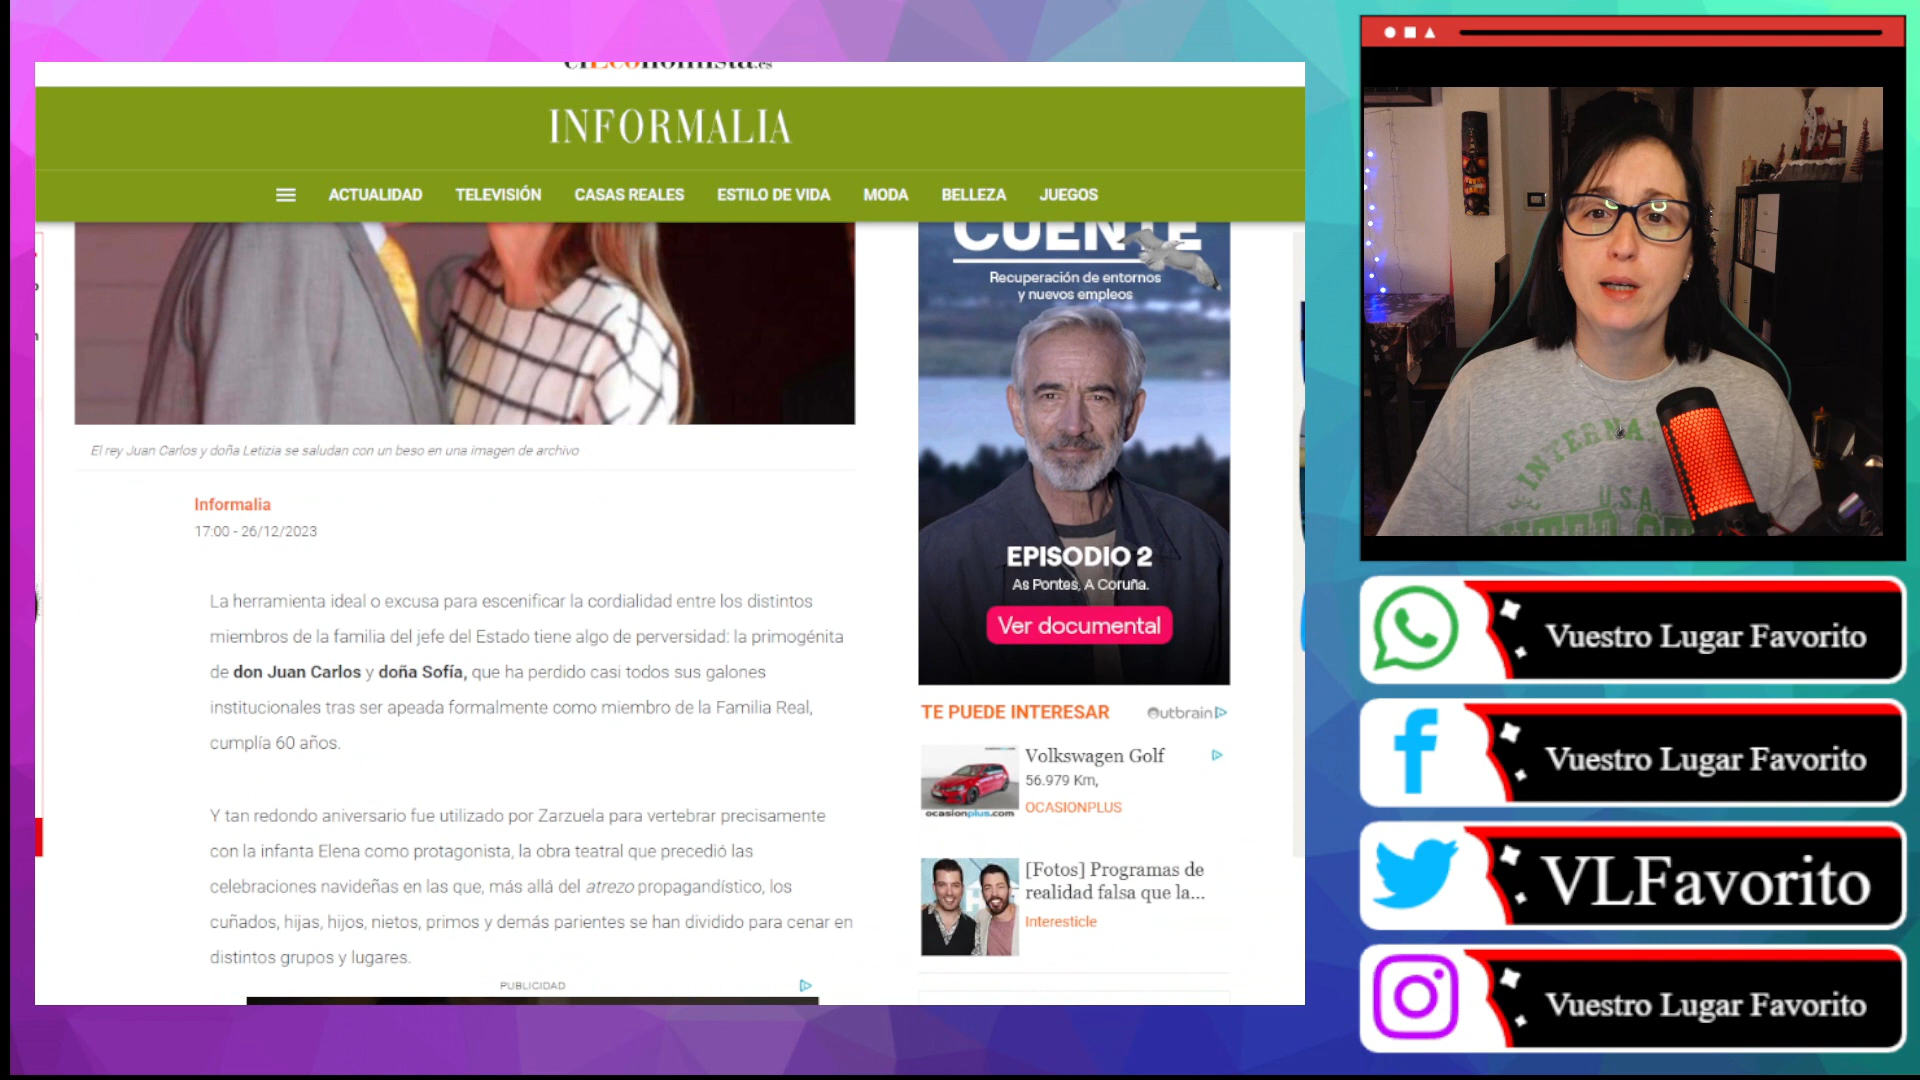 elEconomista.es
INFORMALIA
ACTUALIDAD TELEVISIÓN CASAS REALES ESTILO DE VIDA MODA BELLEZA JUEGOS
El rey Juan Carlos y doña Letizia se saludan con un beso en una imagen de archivo
Informalia
17:00 - 26/12/2023
La herramienta ideal o excusa para escenificar la cordialidad entre los distintos
miembros de la familia del jefe del Estado tiene algo de perversidad: la primogénita
de don Juan Carlos y doña Sofía, que ha perdido casi todos sus galones
institucionales tras ser apeada formalmente como miembro de la Familia Real,
cumplía 60 años.
Y tan redondo aniversario fue utilizado por Zarzuela para vertebrar precisamente
con la infanta Elena como protagonista, la obra teatral que precedió las
celebraciones navideñas en las que, más allá del atrezo propagandístico, los
cuñados, hijas, hijos, nietos, primos y demás parientes se han dividido para cenar en
distintos grupos y lugares.
PUBLICIDAD
CUENTE
Recuperación de entornos
y nuevos empleos
EPISODIO 2
As Pontes, A Coruña.
Ver documental
TE PUEDE INTERESAR
Outbrain
Volkswagen Golf
56.979 Km,
OCASIONPLUS
ocasionplus.com
[Fotos] Programas de
realidad falsa que la...
Interesticle
INTERNA
U.S.A.
Vuestro Lugar Favorito
Vuestro Lugar Favorito
VLFavorito
Vuestro Lugar Favorito